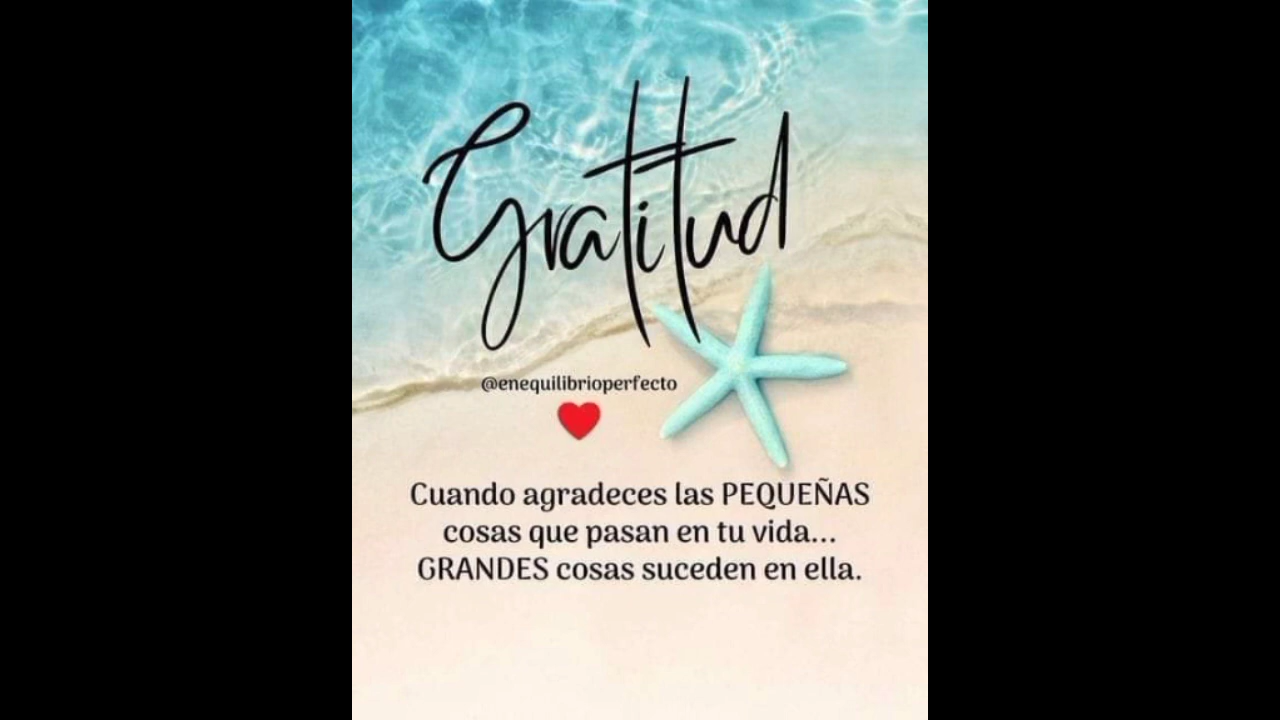 Gratitud
@enequilibrioperfecto
Cuando agradeces las PEQUEÑAS
cosas que pasan en tu vida...
GRANDES cosas suceden en ella.